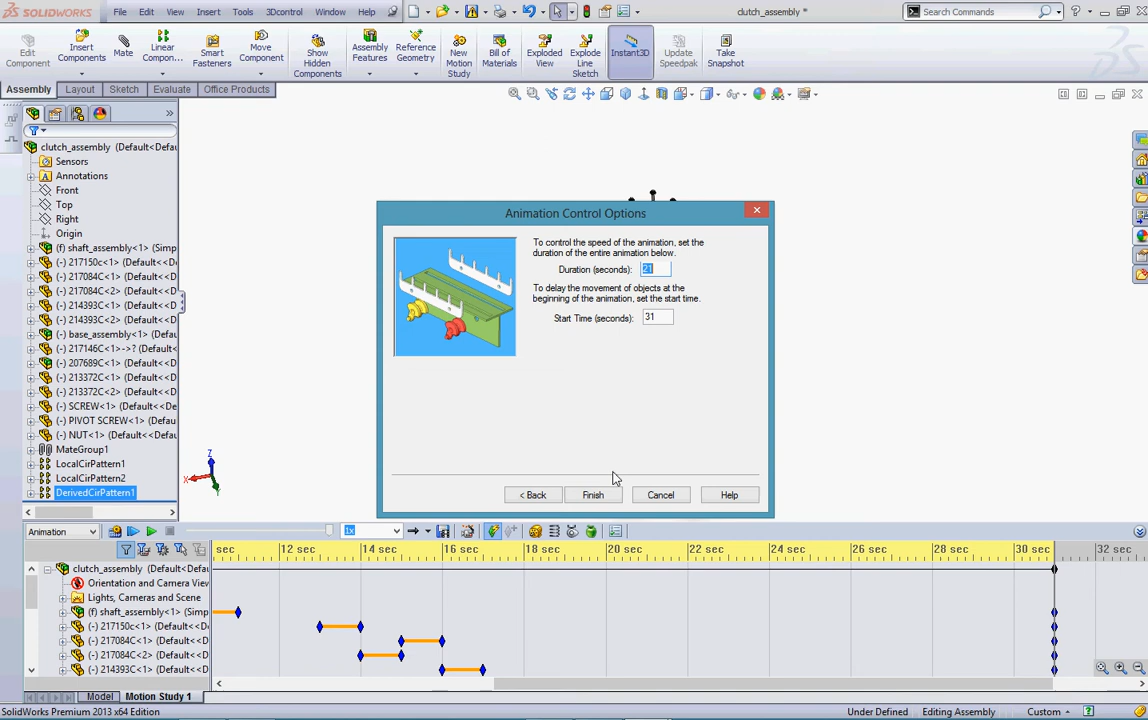 SOLIDWORKS File Edit View Insert Tools 3Dcontrol Window Help clutch_assembly * Search Commands
Edit Component
Insert Components
Mate
Linear Compon...
Smart Fasteners
Move Component
Show Hidden Components
Assembly Features
Reference Geometry
New Motion Study
Bill of Materials
Exploded View
Explode Line Sketch
Instant3D
Update Speedpak
Take Snapshot
Assembly Layout Sketch Evaluate Office Products
clutch_assembly (Default<Defau
Sensors
Annotations
Front
Top
Right
Origin
(f) shaft_assembly<1> (Simp
(-) 217150c<1> (Default<<D
(-) 217084C<1> (Default<<D
(-) 217084C<2> (Default<<D
(-) 214393C<1> (Default<<D
(-) 214393C<2> (Default<<D
(-) base_assembly<1> (Defau
(-) 217146C<1>->? (Default<
(-) 207689C<1> (Default<<D
(-) 213372C<1> (Default<<D
(-) 213372C<2> (Default<<D
(-) SCREW<1> (Default<<De
(-) PIVOT SCREW<1> (Defau
(-) NUT<1> (Default<<Defau
MateGroup1
LocalCirPattern1
LocalCirPattern2
DerivedCirPattern1
Z
X
Y
Animation Control Options
To control the speed of the animation, set the
duration of the entire animation below.
Duration (seconds): 21
To delay the movement of objects at the
beginning of the animation, set the start time.
Start Time (seconds): 31
< Back Finish Cancel Help
Animation 1x
sec 12 sec 14 sec 16 sec 18 sec 20 sec 22 sec 24 sec 26 sec 28 sec 30 sec 32 sec
clutch_assembly (Default<Defau
Orientation and Camera View
Lights, Cameras and Scene
(f) shaft_assembly<1> (Simp
(-) 217150c<1> (Default<<D
(-) 217084C<1> (Default<<D
(-) 217084C<2> (Default<<D
(-) 214393C<1> (Default<<D
Model Motion Study 1
SolidWorks Premium 2013 x64 Edition Under Defined Editing Assembly Custom